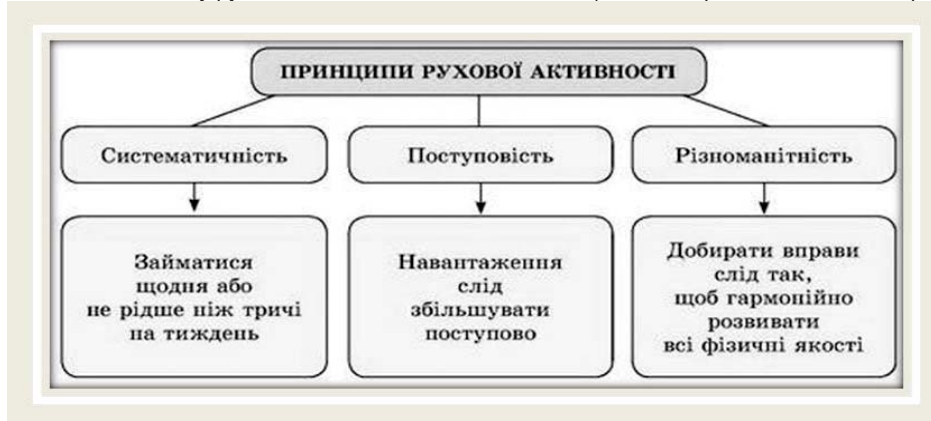 ПРИНЦИПИ РУХОВОЇ АКТИВНОСТІ
Систематичність
Поступовість
Різноманітність
Займатися
щодня або
не рідше ніж тричі
на тиждень
Навантаження
слід
збільшувати
поступово
Добирати вправи
слід так,
щоб гармонійно
розвивати
всі фізичні якості